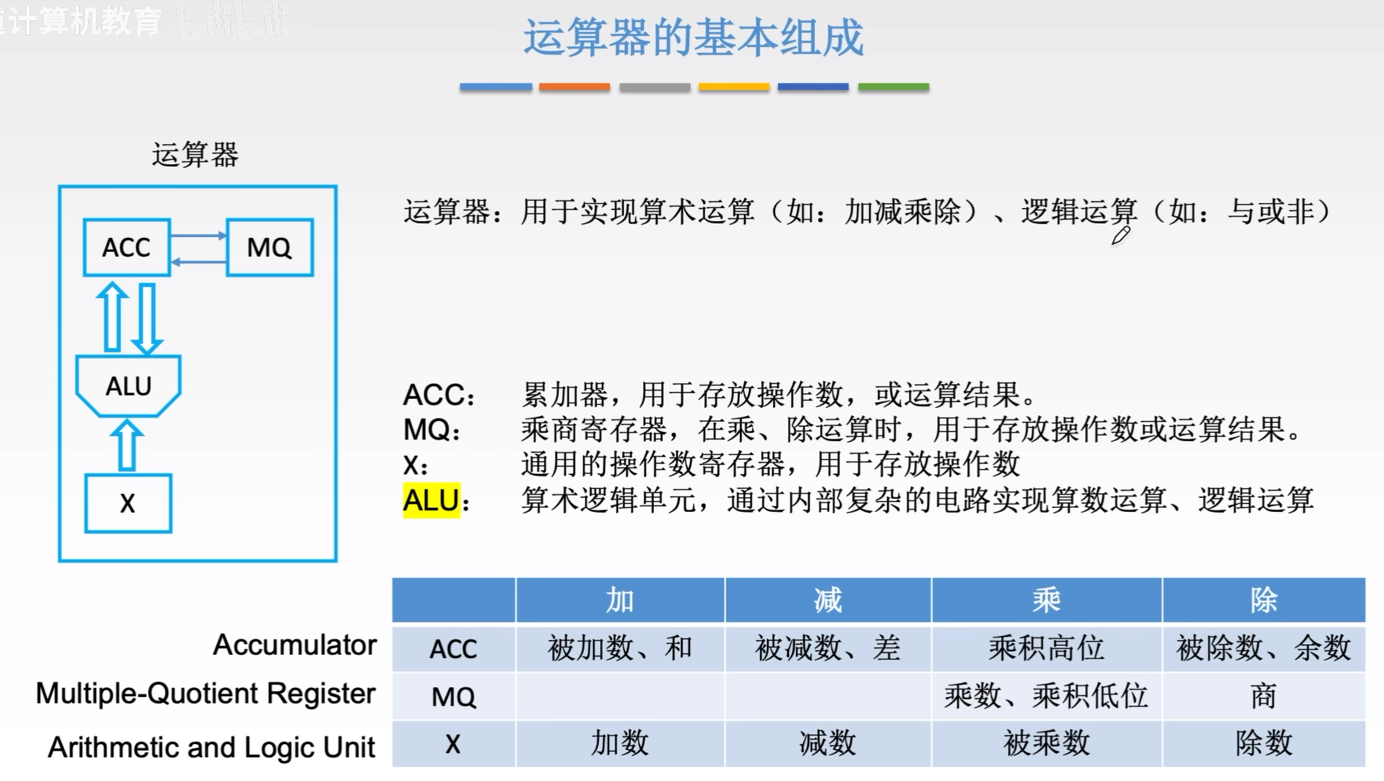 计算机教育 bilibili
运算器的基本组成
运算器
ACC
MQ
ALU
X
运算器：用于实现算术运算（如：加减乘除）、逻辑运算（如：与或非）
ACC： 累加器，用于存放操作数，或运算结果。
MQ： 乘商寄存器，在乘、除运算时，用于存放操作数或运算结果。
X： 通用的操作数寄存器，用于存放操作数
ALU： 算术逻辑单元，通过内部复杂的电路实现算数运算、逻辑运算
加 减 乘 除
Accumulator ACC 被加数、和 被减数、差 乘积高位 被除数、余数
Multiple-Quotient Register MQ 乘数、乘积低位 商
Arithmetic and Logic Unit X 加数 减数 被乘数 除数